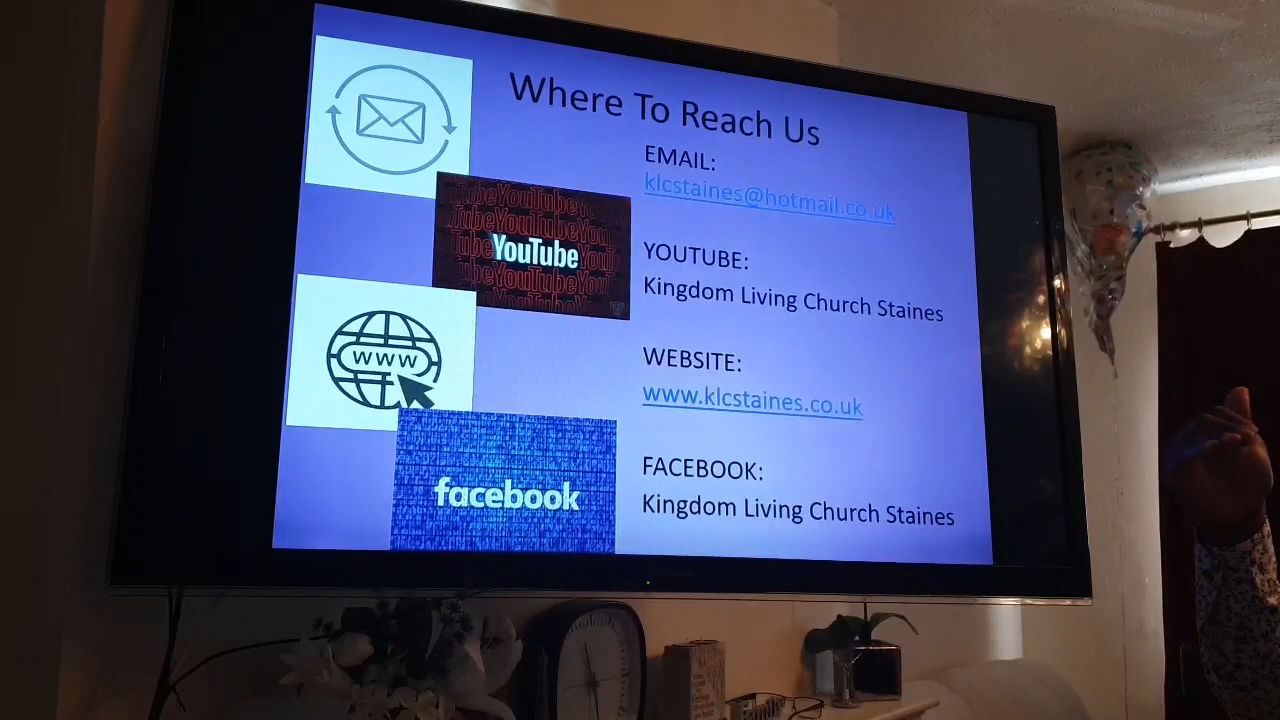 Where To Reach Us
EMAIL:
klcstaines@hotmail.co.uk
YouTube
YOUTUBE:
Kingdom Living Church Staines
www
WEBSITE:
www.klcstaines.co.uk
facebook
FACEBOOK:
Kingdom Living Church Staines